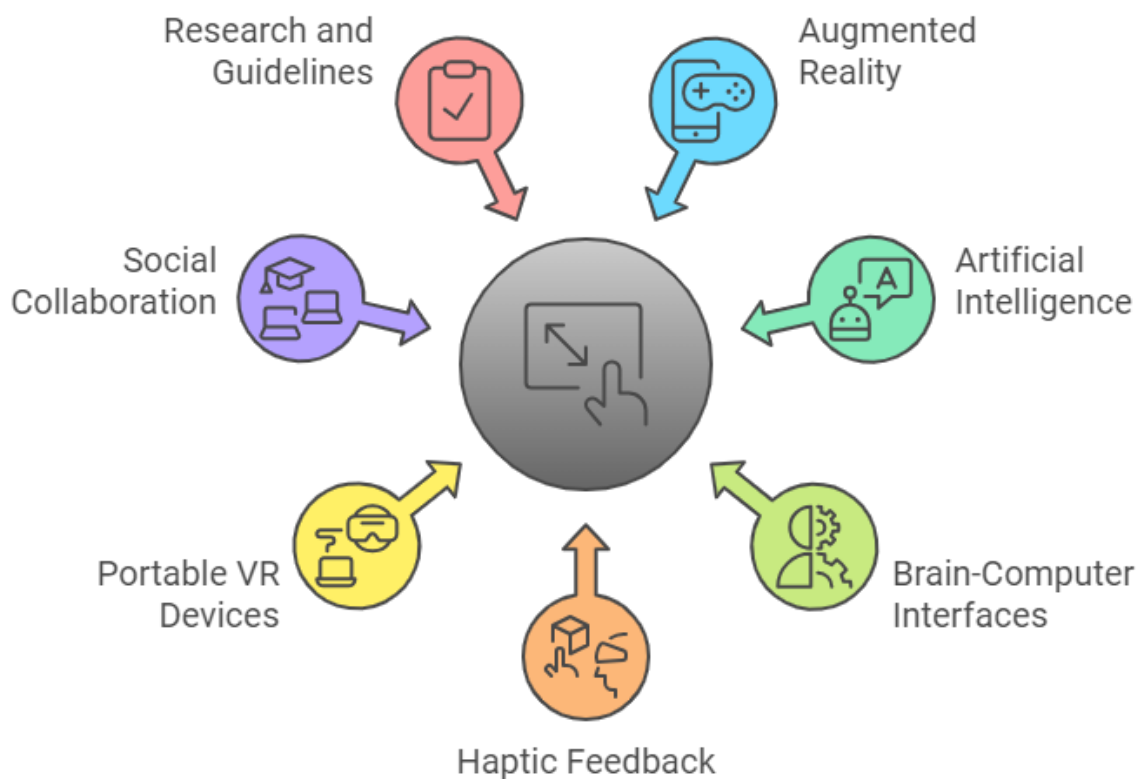 Research and
Guidelines
Augmented
Reality
Social
Collaboration
A
Artificial
Intelligence
Portable VR
Devices
Brain-Computer
Interfaces
Haptic Feedback